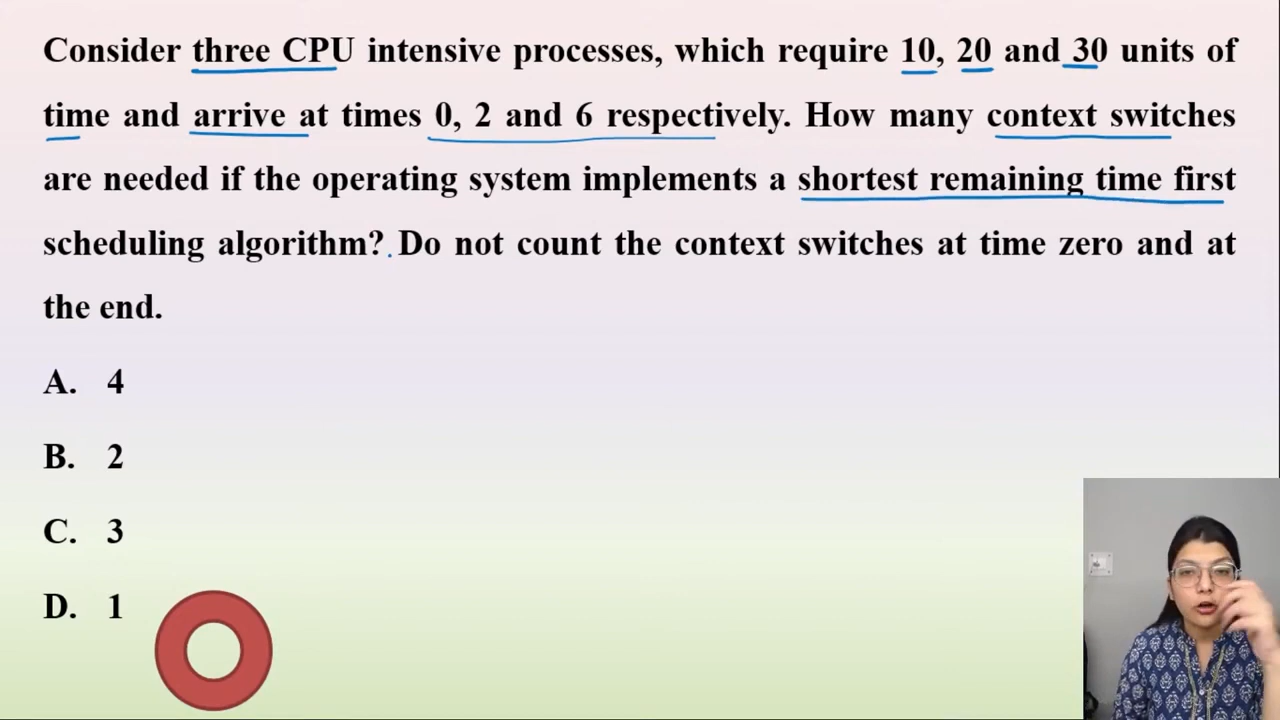 Consider three CPU intensive processes, which require 10, 20 and 30 units of
time and arrive at times 0, 2 and 6 respectively. How many context switches
are needed if the operating system implements a shortest remaining time first
scheduling algorithm? Do not count the context switches at time zero and at
the end.
A. 4
B. 2
C. 3
D. 1